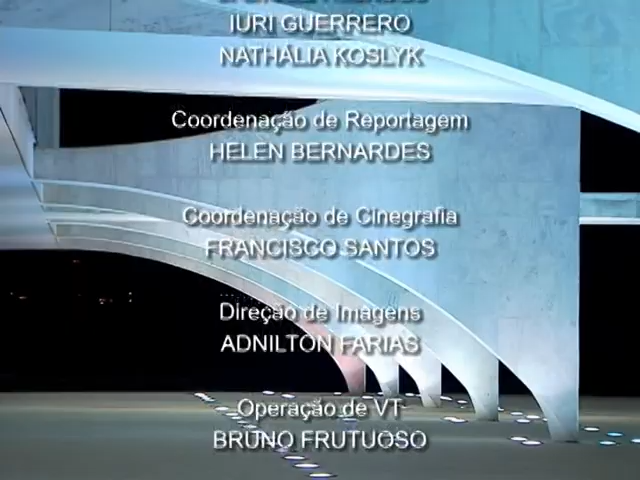 IURI GUERRERO
NATHÁLIA KOSLYK
Coordenação de Reportagem
HELEN BERNARDES
Coordenação de Cinegrafia
FRANCISCO SANTOS
Direção de Imagens
ADNILTON FARIAS
Operação de VT
BRUNO FRUTUOSO